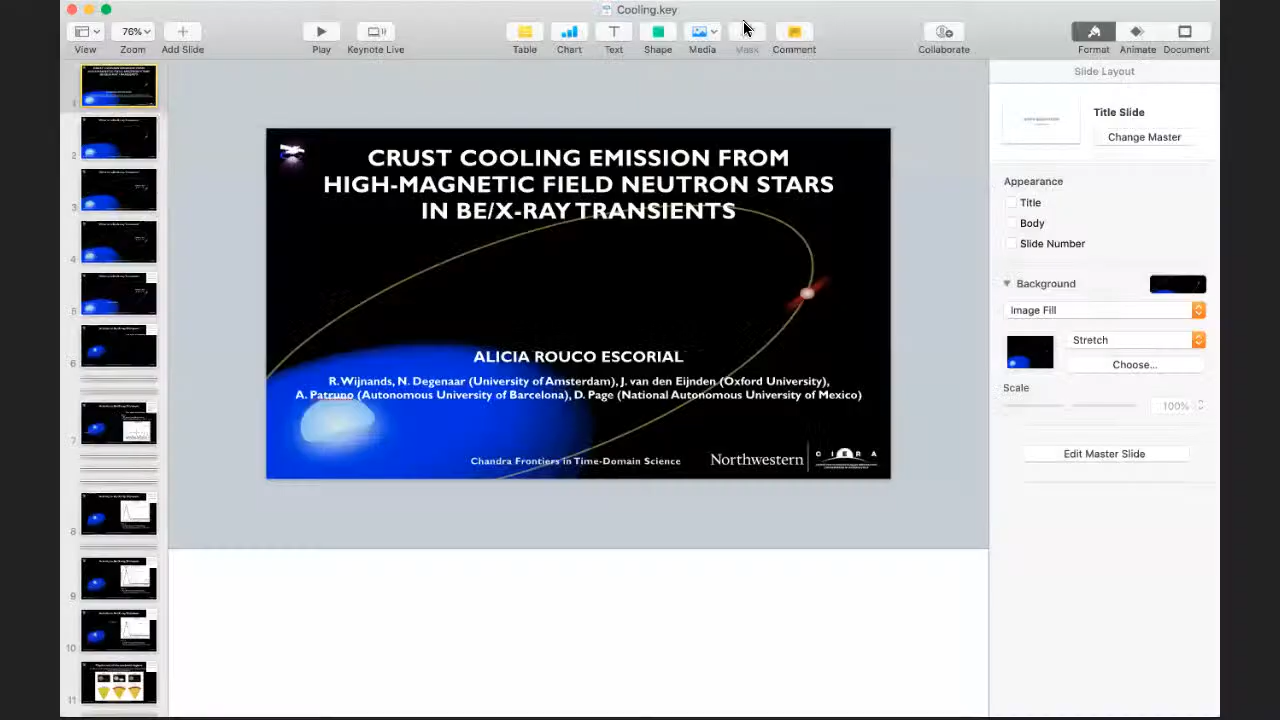 Cooling.key
View
76%
Zoom
Add Slide
Play
Keynote Live
Table
Chart
Text
Shape
Media
Mask
Comment
Collaborate
Format
Animate
Document
Slide Layout
Title Slide
Change Master
Appearance
Title
Body
Slide Number
Background
Image Fill
Stretch
Choose...
Scale
100%
Edit Master Slide
CRUST COOLING EMISSION FROM
HIGH-MAGNETIC FIELD NEUTRON STARS
IN BE/X-RAY TRANSIENTS
ALICIA ROUCO ESCORIAL
R. Wijnands, N. Degenaar (University of Amsterdam), J. van den Eijnden (Oxford University),
A. Patruno (Autonomous University of Barcelona), D. Page (National Autonomous University of Mexico)
Chandra Frontiers in Time-Domain Science
Northwestern
CIERA
1
2
3
4
5
6
7
8
9
10
11